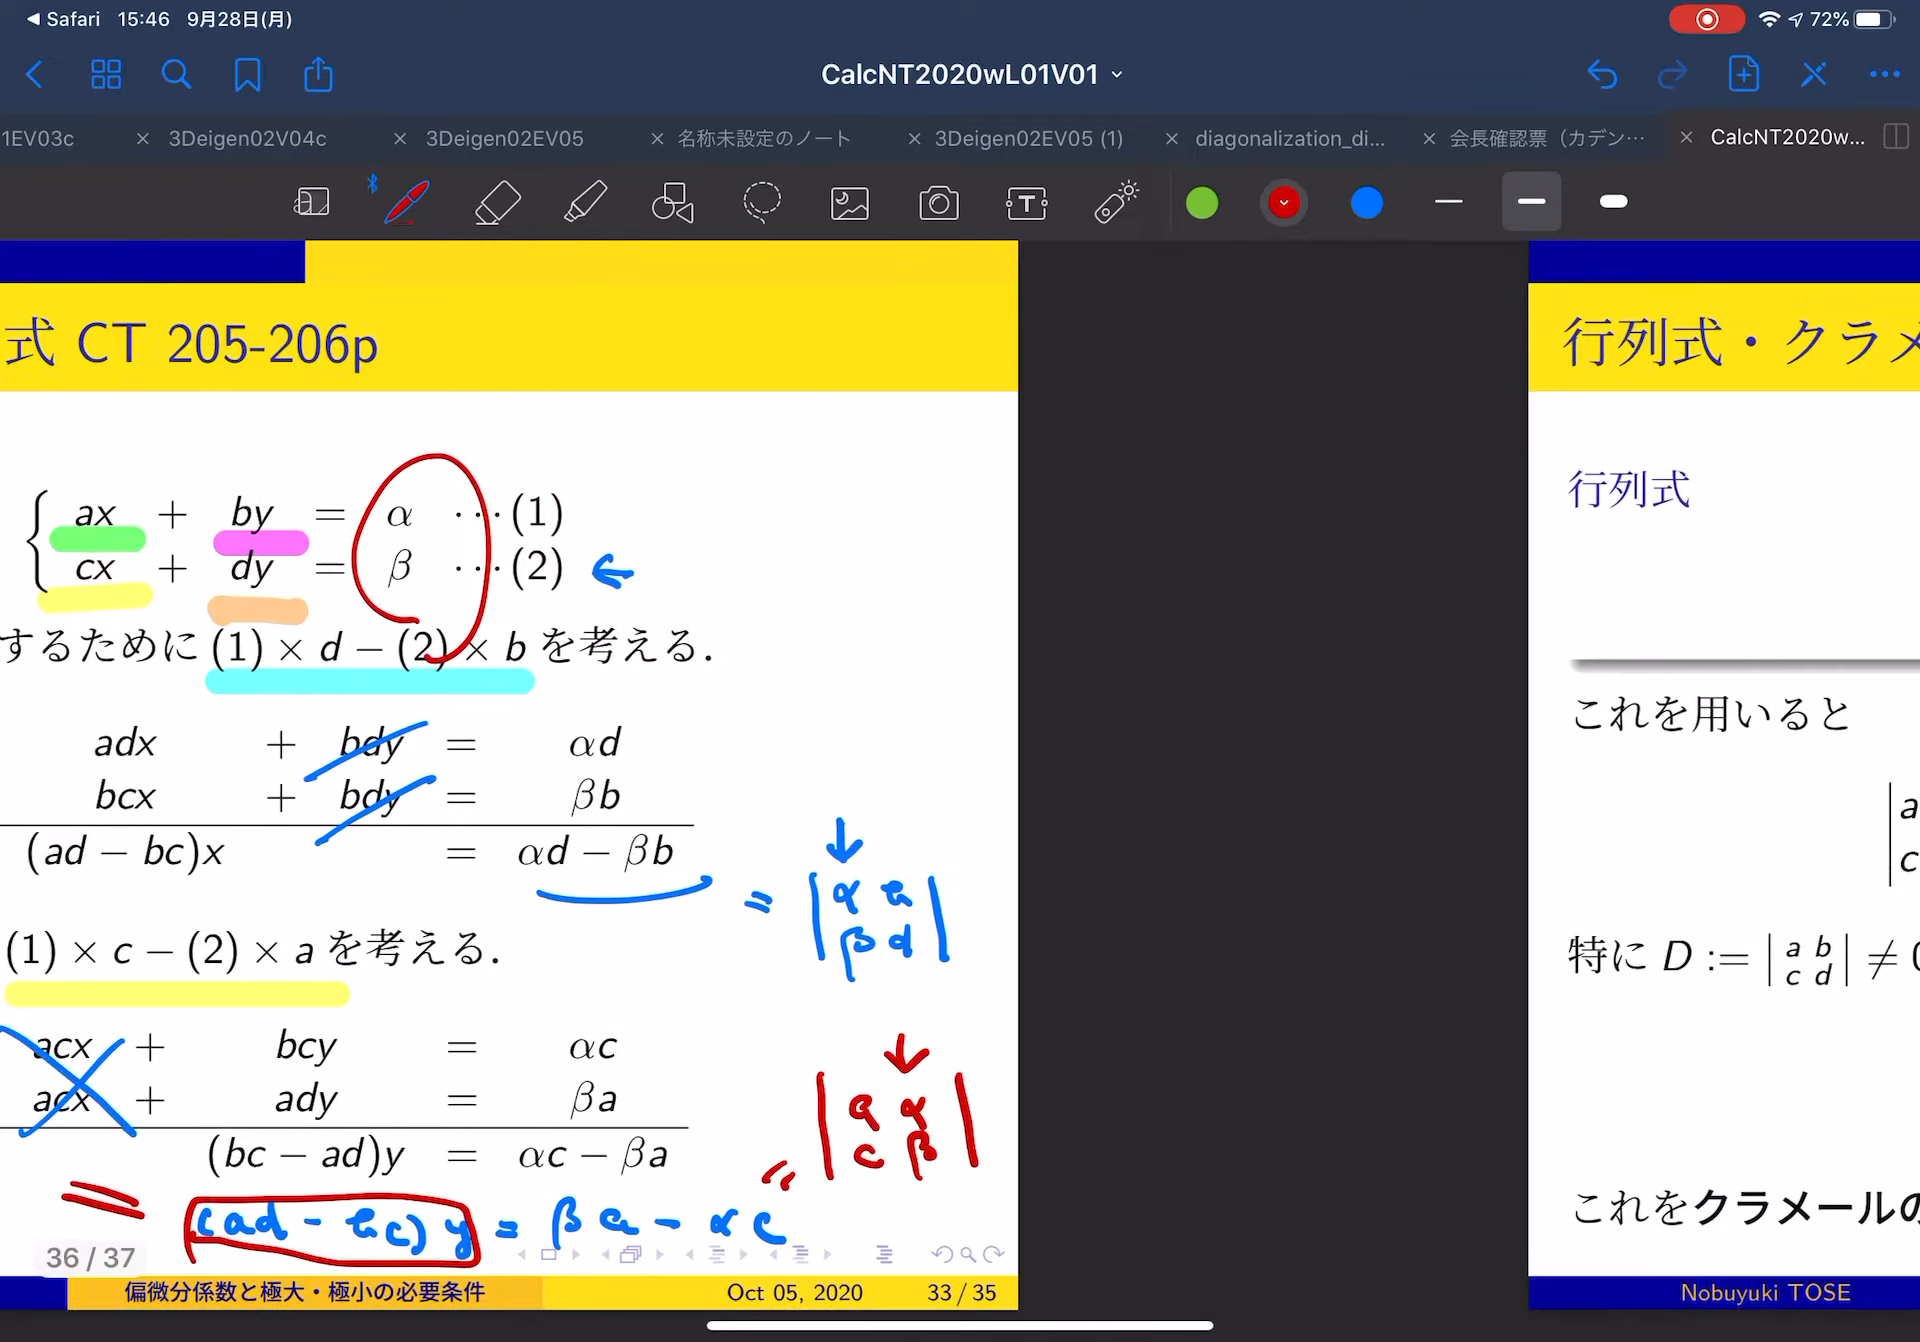 Safari 15:46 9月28日(月)
72%
CalcNT2020wL01V01
1EV03c
3Deigen02V04c
3Deigen02EV05
名称未設定のノート
3Deigen02EV05 (1)
diagonalization_di...
会長確認票（カデン…
CalcNT2020w...
式 CT 205-206p
ax + by = α ⋯ (1)
cx + dy = β ⋯ (2) ←
するために (1) × d − (2) × b を考える.
adx + bdy = αd
bcx + bdy = βb
(ad − bc)x = αd − βb
= | α b |
| β d |
(1) × c − (2) × a を考える.
acx + bcy = αc
acx + ady = βa
(bc − ad)y = αc − βa
= | a α |
| c β |
(ad − bc) y = βa − αc
36 / 37
偏微分係数と極大・極小の必要条件 Oct 05, 2020 33 / 35
行列式・クラメ
行列式
これを用いると
a
c
特に D := | a b | ≠ 0
| c d |
これをクラメールの
Nobuyuki TOSE